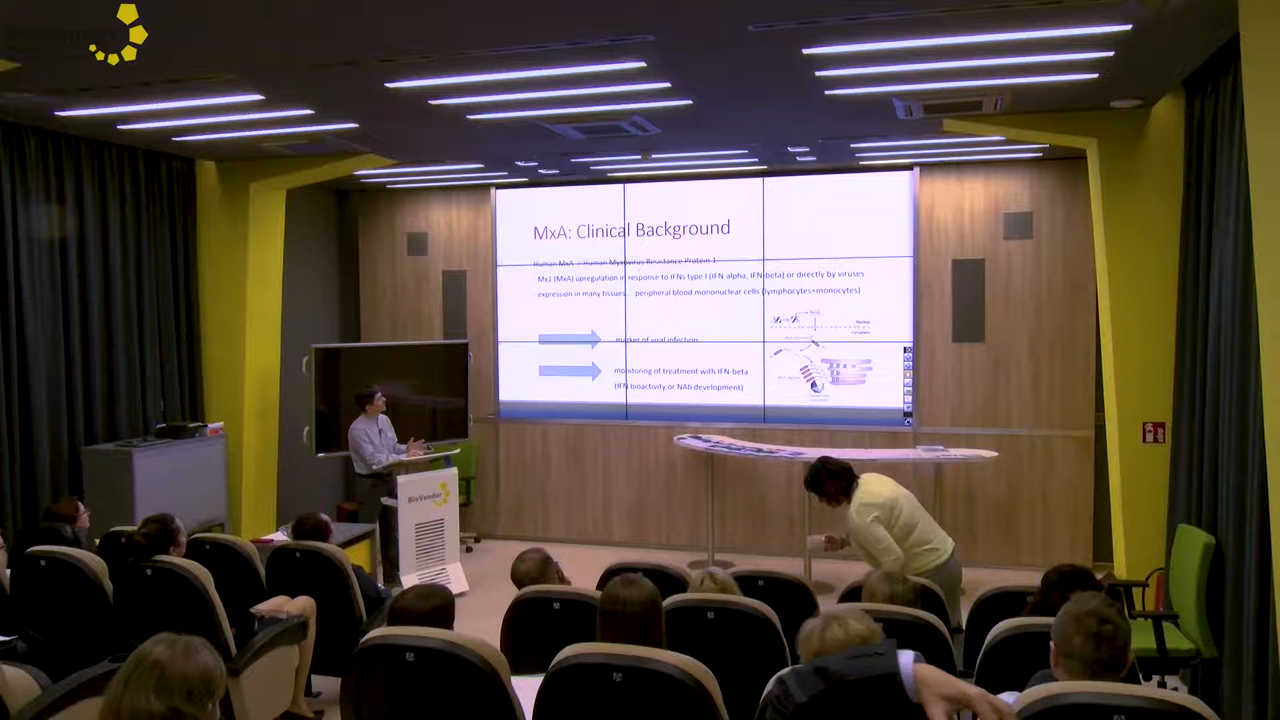 MxA: Clinical Background
Human MxA = Human Myxovirus Resistance Protein 1
Mx1 (MxA) upregulation in response to IFNs type I (IFN-alpha, IFN-beta) or directly by viruses
expression in many tissues... peripheral blood mononuclear cells (lymphocytes+monocytes)
marker of viral infection
monitoring of treatment with IFN-beta
(IFN bioactivity or NAb development)
BioVendor